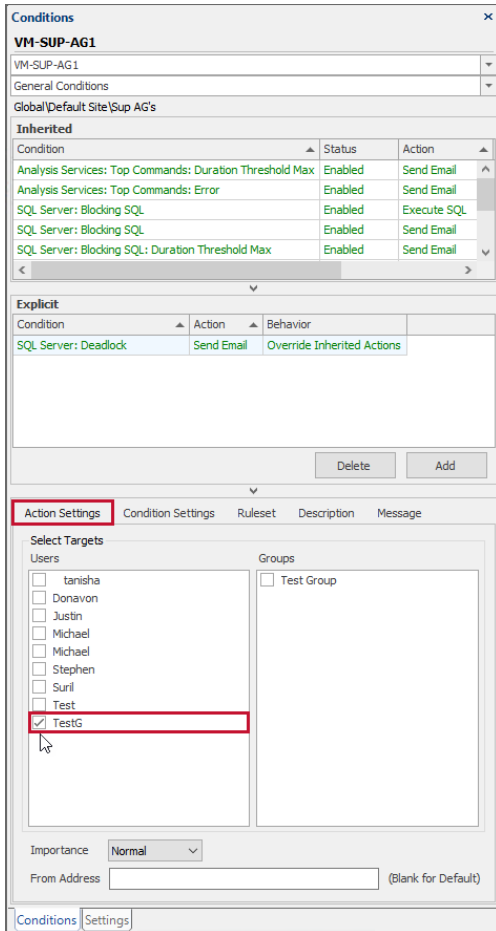 Conditions
VM-SUP-AG1
VM-SUP-AG1
General Conditions
Global\Default Site\Sup AG's
Inherited
Condition Status Action
Analysis Services: Top Commands: Duration Threshold Max Enabled Send Email
Analysis Services: Top Commands: Error Enabled Send Email
SQL Server: Blocking SQL Enabled Execute SQL
SQL Server: Blocking SQL Enabled Send Email
SQL Server: Blocking SQL: Duration Threshold Max Enabled Send Email
Explicit
Condition Action Behavior
SQL Server: Deadlock Send Email Override Inherited Actions
Delete Add
Action Settings Condition Settings Ruleset Description Message
Select Targets
Users Groups
tanisha Test Group
Donavon
Justin
Michael
Michael
Stephen
Suril
Test
TestG
Importance Normal
From Address (Blank for Default)
Conditions Settings